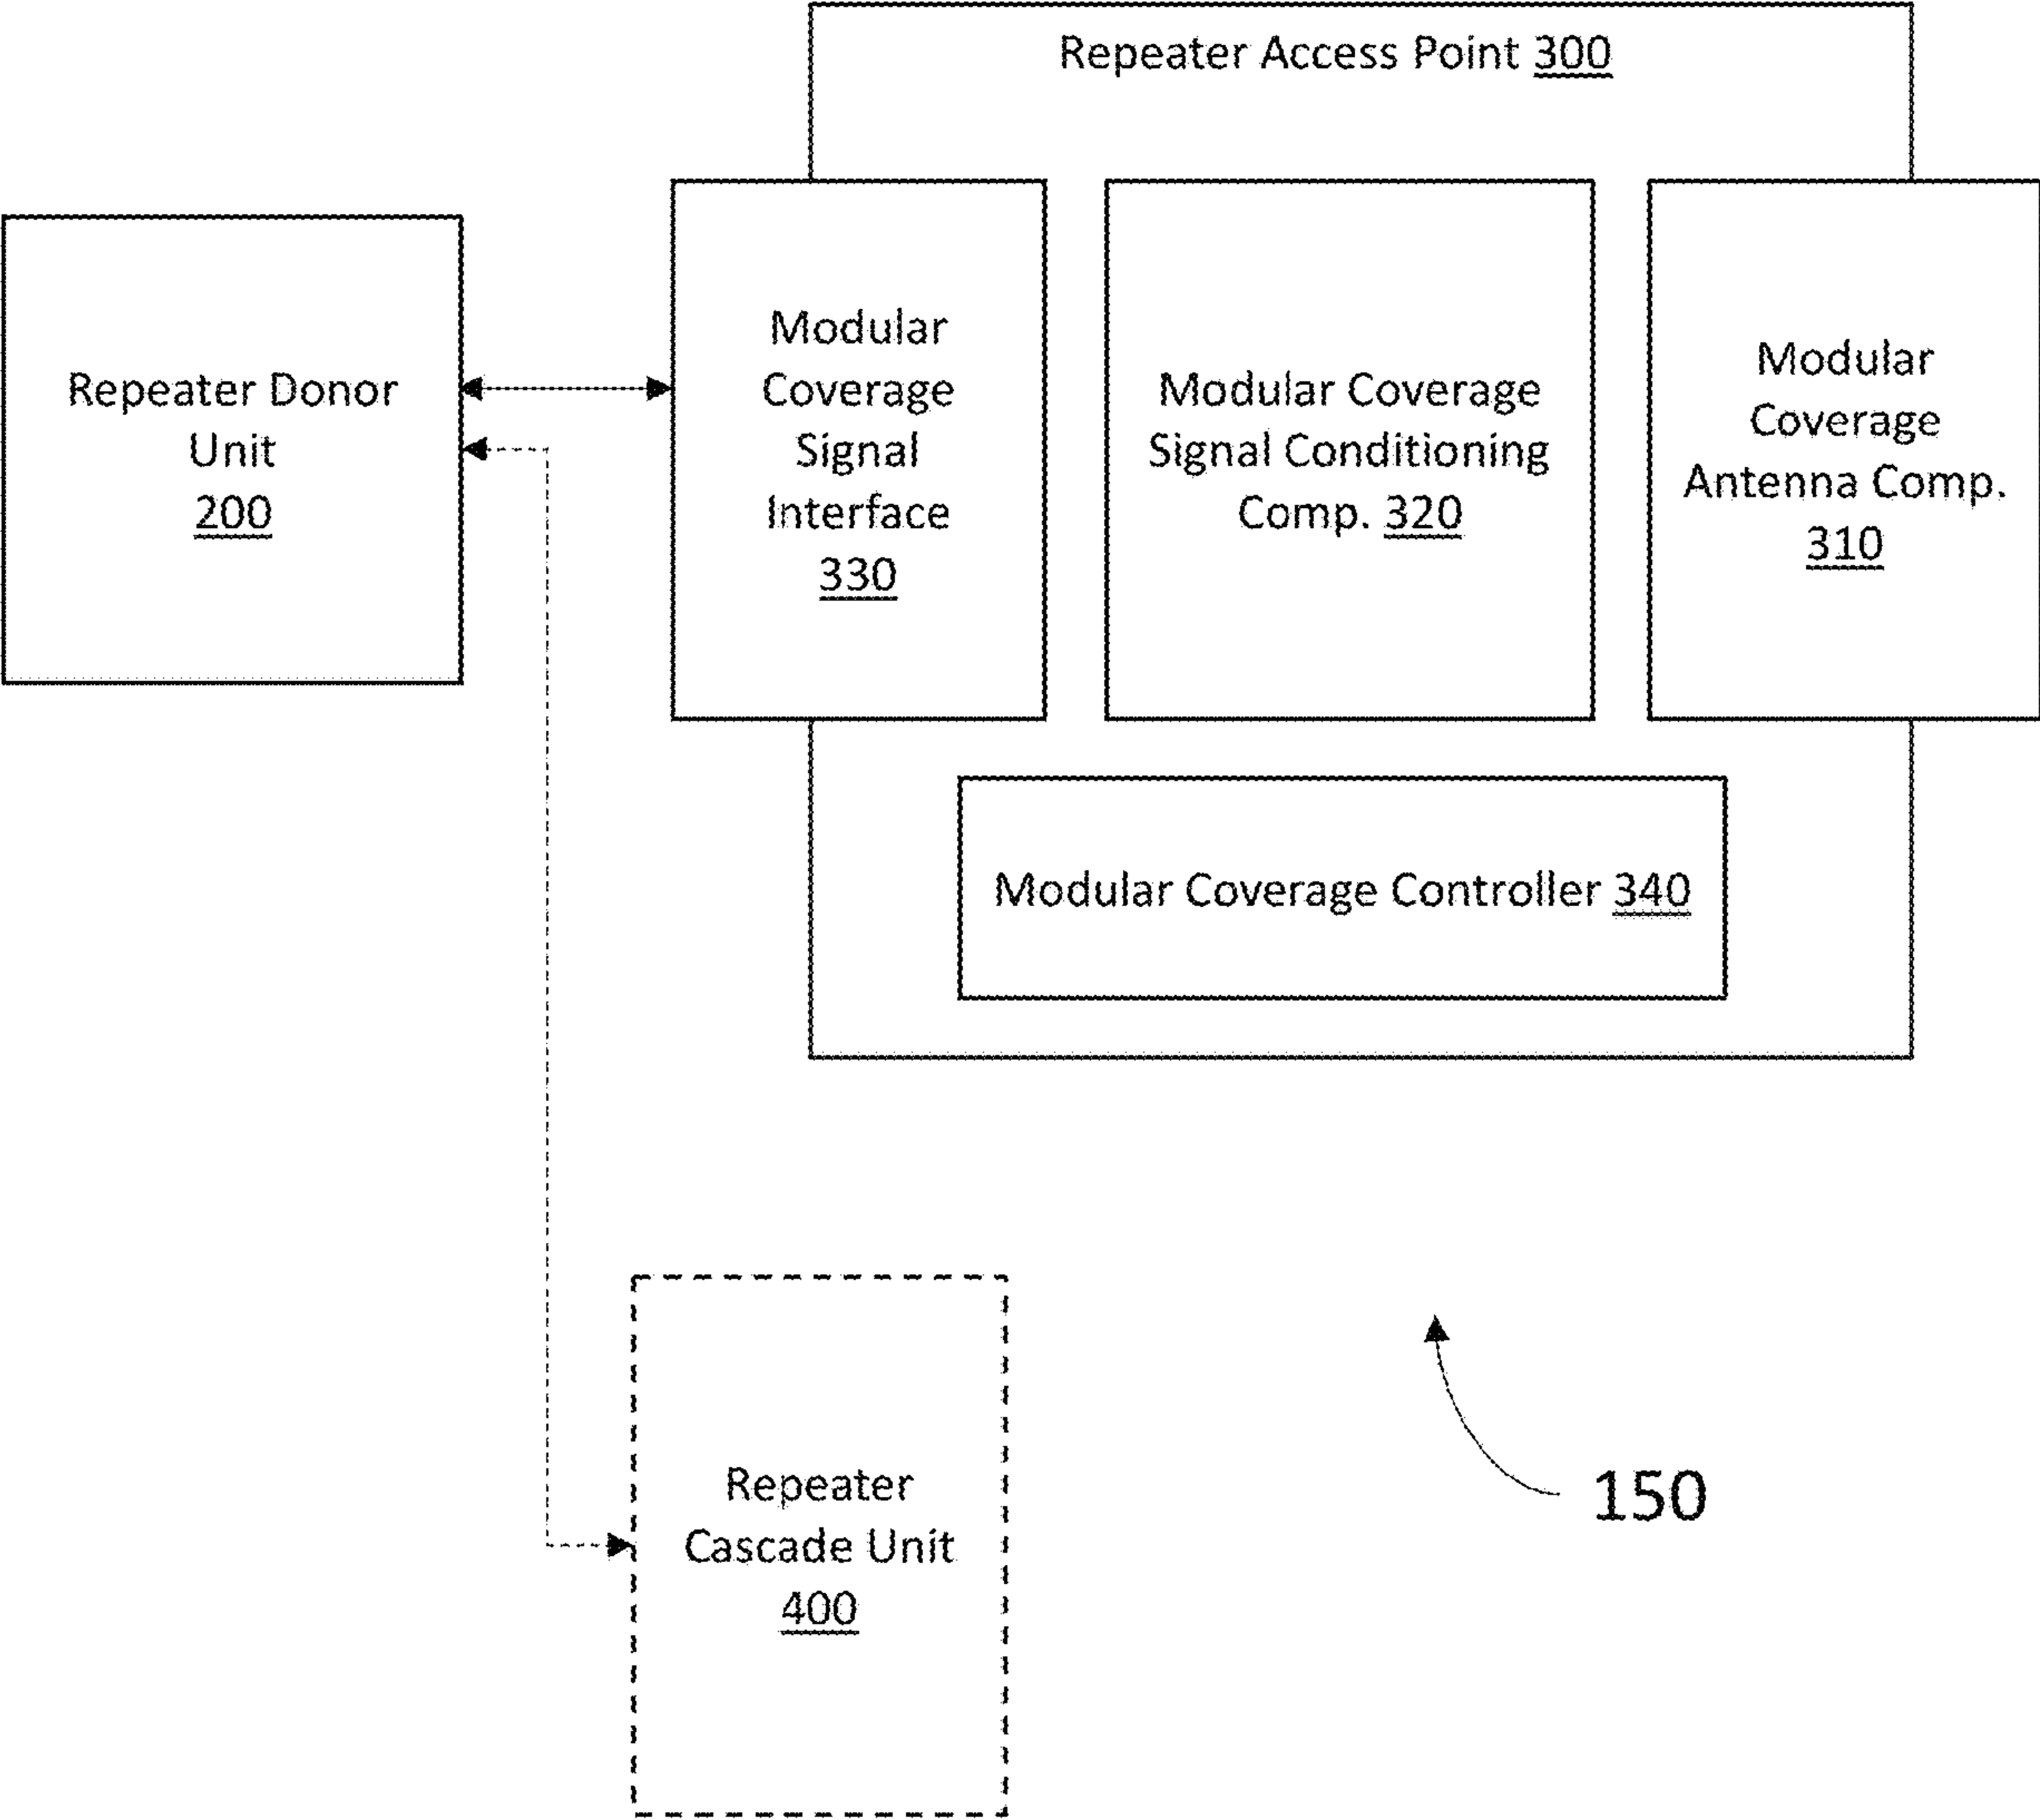 Repeater Access Point 300
Repeater Donor
Unit
200
Modular
Coverage
Signal
Interface
330
Modular Coverage
Signal Conditioning
Comp. 320
Modular
Coverage
Antenna Comp.
310
Modular Coverage Controller 340
Repeater
Cascade Unit
400
150